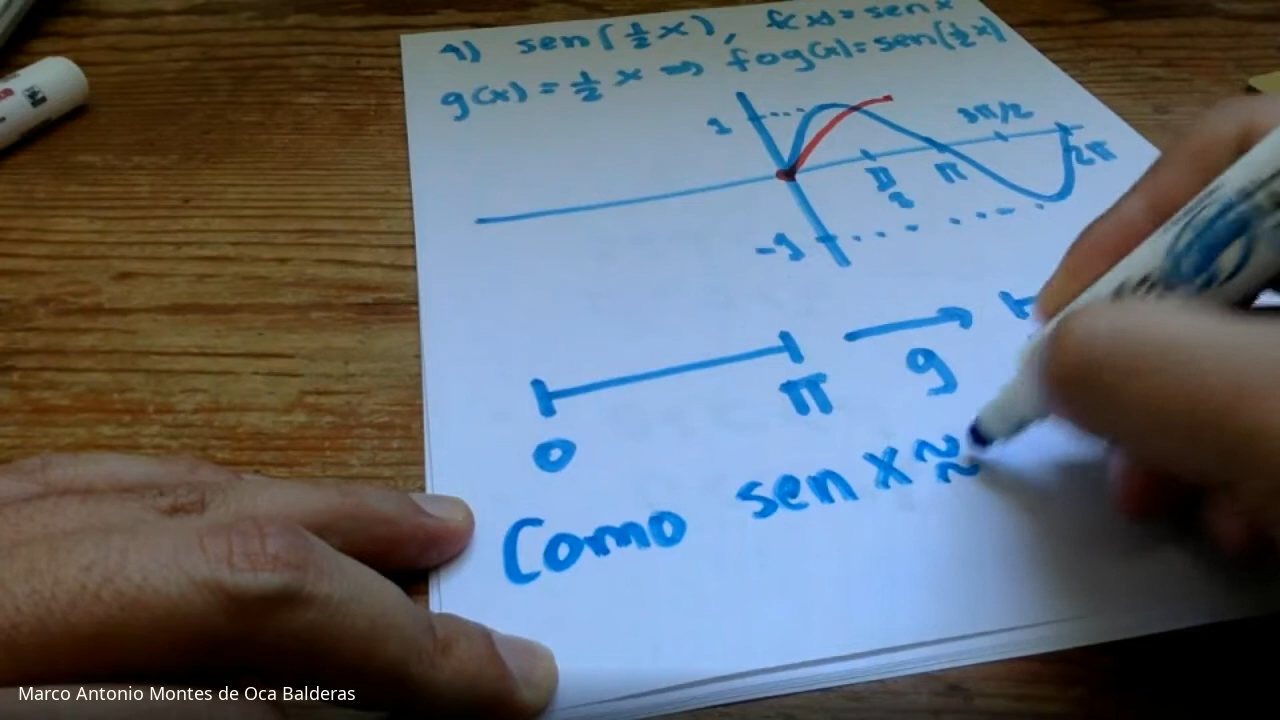 1) sen(½x), f(x)=sen x
g(x)=½x ⇒ fog(x)=sen(½x)
1
3π/2
2π
π
π/2
-1
g
π
0
Como sen x ≈
Marco Antonio Montes de Oca Balderas